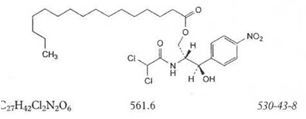 O
O
NO₂
CH₃
O
H
Cl
N
H
Cl
H
OH
C₂₇H₄₂Cl₂N₂O₆ 561.6 530-43-8